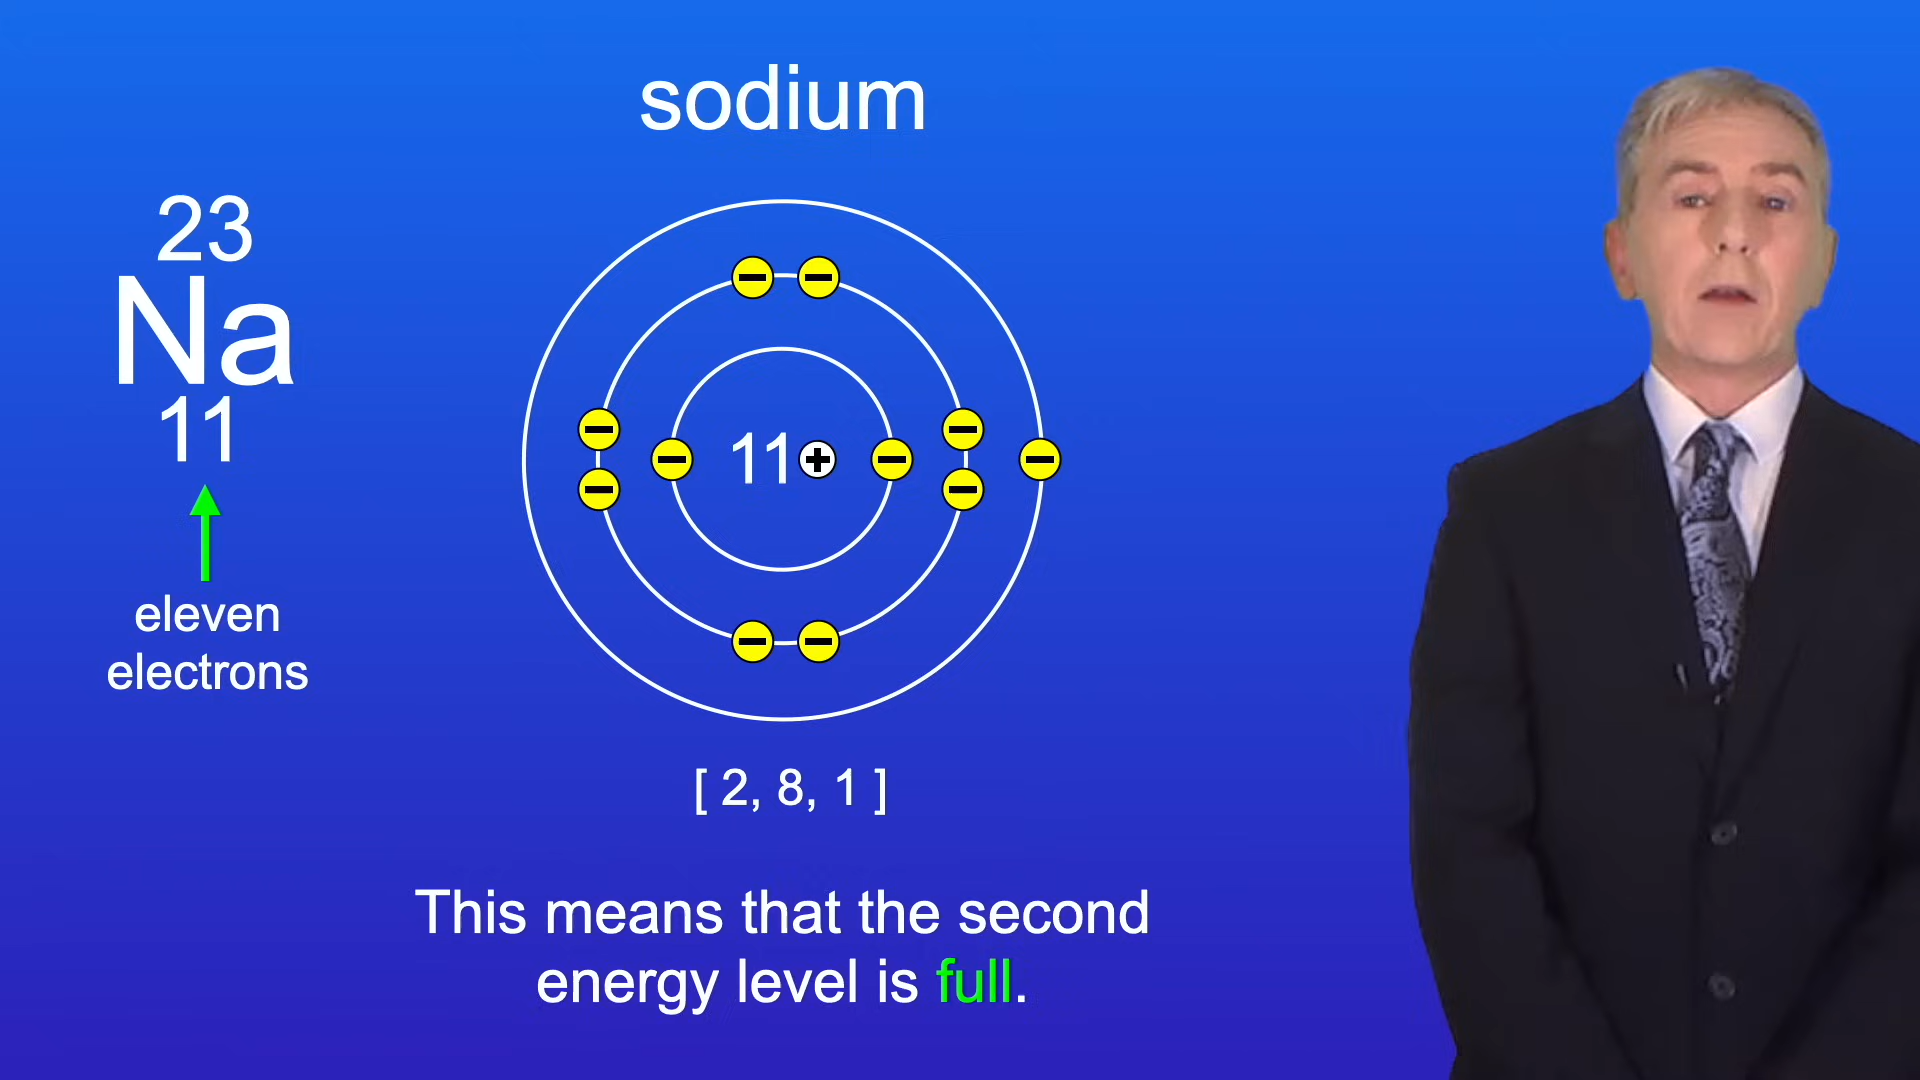 sodium
23
Na
11
eleven
electrons
11+
[ 2, 8, 1 ]
This means that the second
energy level is full.